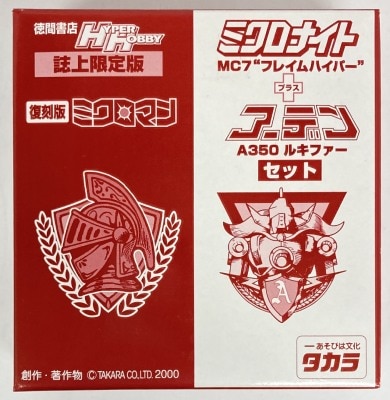 徳間書店 HYPER HOBBY
誌上限定版
復刻版 ミクロマン
創作・著作物 ©TAKARA CO.,LTD. 2000
ミクロナイト
MC7“フレイムハイパー”
プラス
アーデン
A350 ルキファー
セット
A
あそびは文化
タカラ